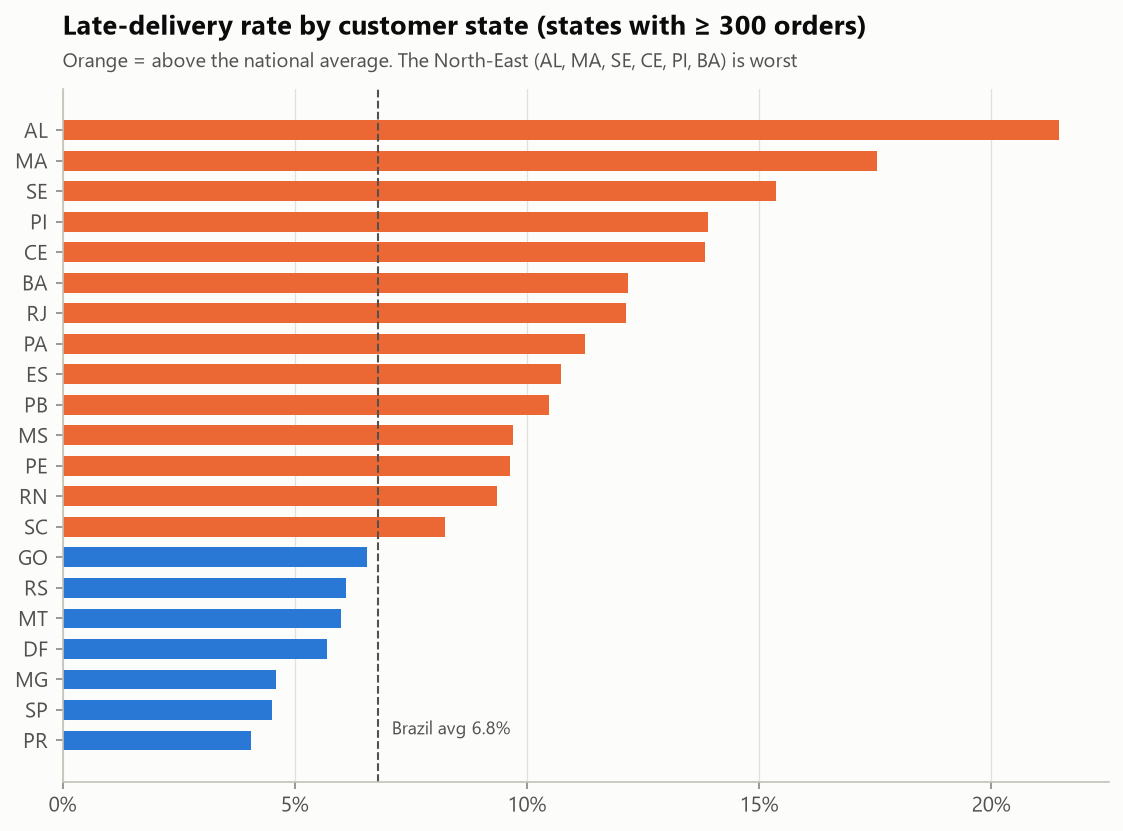 Late-delivery rate by customer state (states with ≥ 300 orders)
Orange = above the national average. The North-East (AL, MA, SE, CE, PI, BA) is worst
AL
MA
SE
PI
CE
BA
RJ
PA
ES
PB
MS
PE
RN
SC
GO
RS
MT
DF
MG
SP
Brazil avg 6.8%
PR
0% 5% 10% 15% 20%